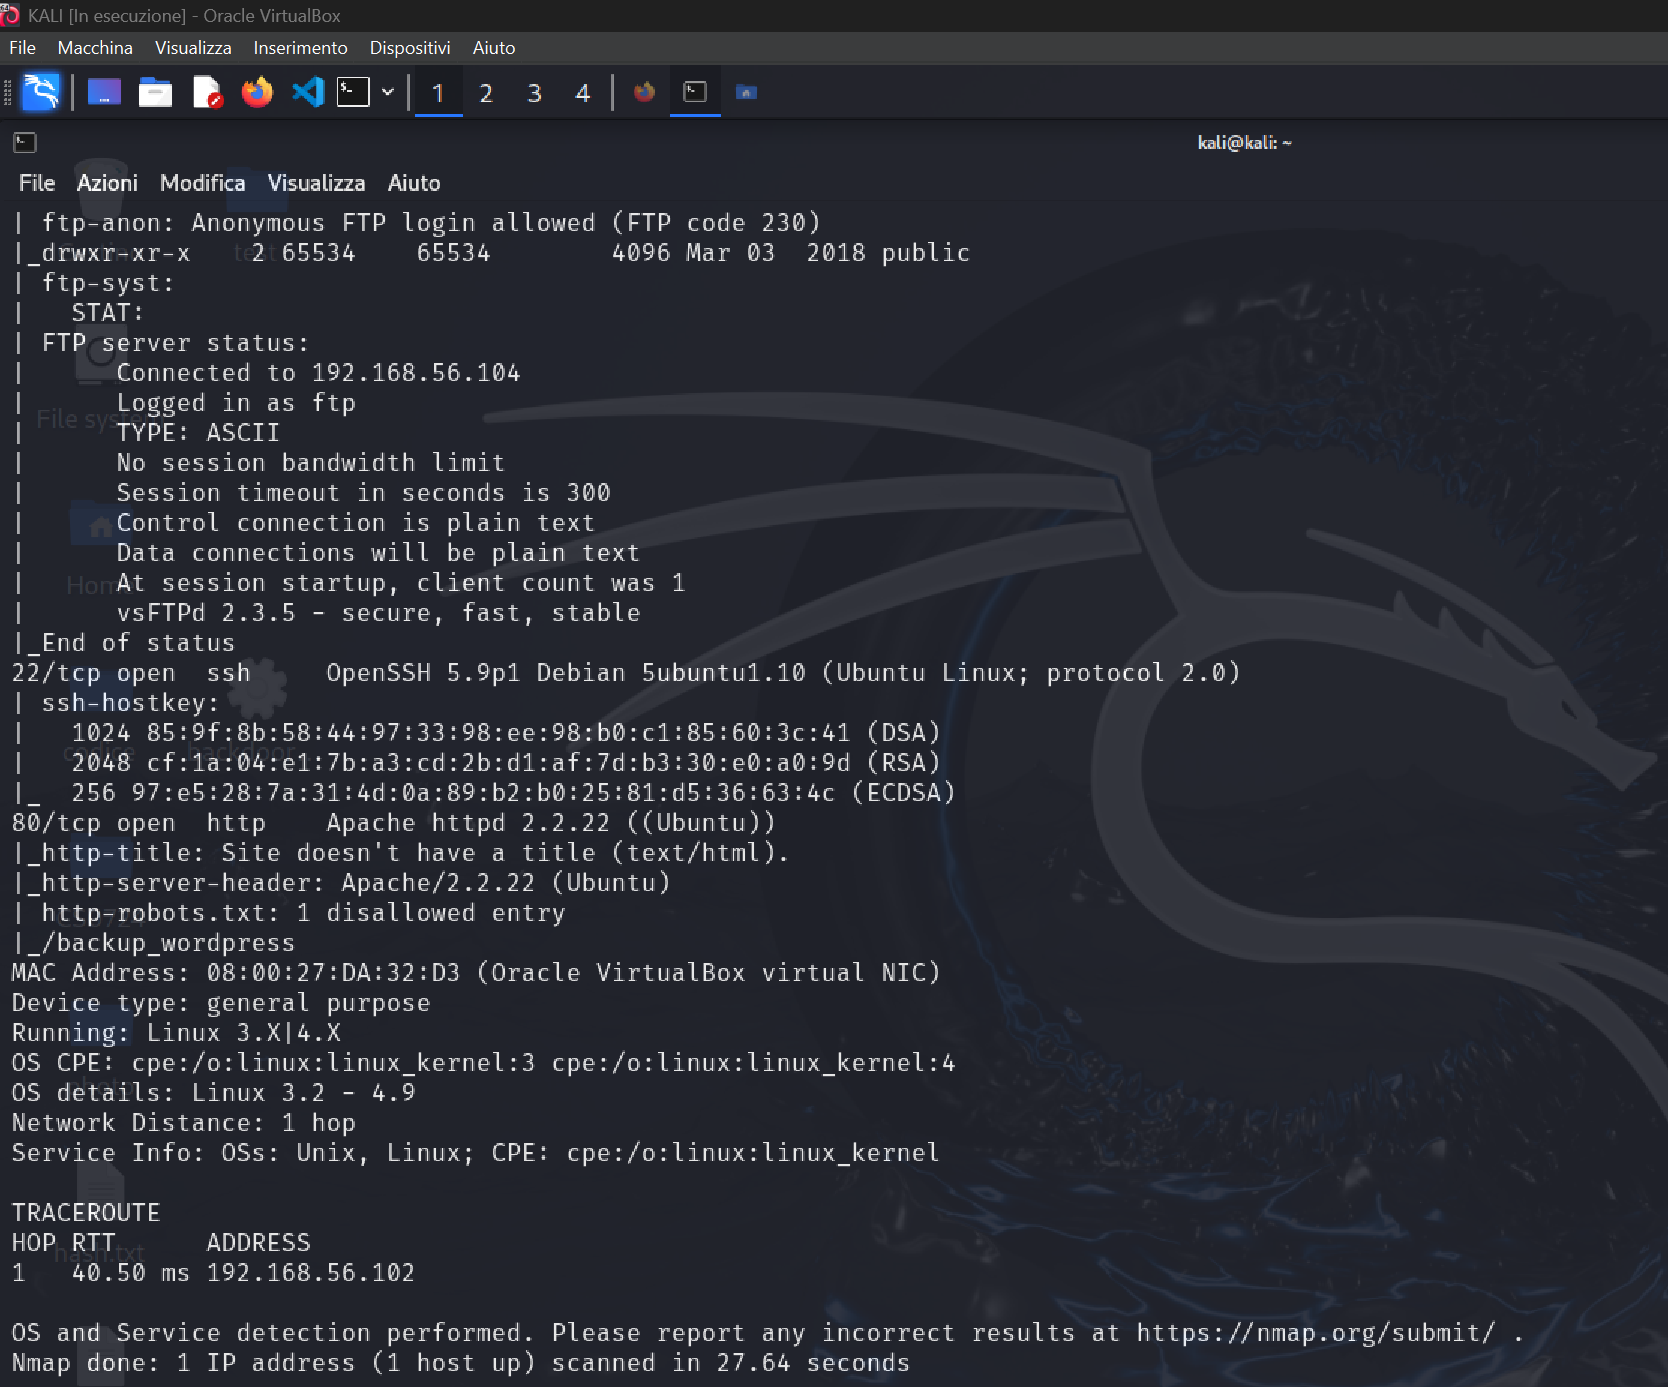 KALI [In esecuzione] - Oracle VirtualBox
File Macchina Visualizza Inserimento Dispositivi Aiuto
1 2 3 4
kali@kali: ~
File Azioni Modifica Visualizza Aiuto
| ftp-anon: Anonymous FTP login allowed (FTP code 230)
|_drwxr-xr-x    2 65534    65534        4096 Mar 03  2018 public
| ftp-syst:
|   STAT:
| FTP server status:
|      Connected to 192.168.56.104
|      Logged in as ftp
|      TYPE: ASCII
|      No session bandwidth limit
|      Session timeout in seconds is 300
|      Control connection is plain text
|      Data connections will be plain text
|      At session startup, client count was 1
|      vsFTPd 2.3.5 - secure, fast, stable
|_End of status
22/tcp open  ssh     OpenSSH 5.9p1 Debian 5ubuntu1.10 (Ubuntu Linux; protocol 2.0)
| ssh-hostkey:
|   1024 85:9f:8b:58:44:97:33:98:ee:98:b0:c1:85:60:3c:41 (DSA)
|   2048 cf:1a:04:e1:7b:a3:cd:2b:d1:af:7d:b3:30:e0:a0:9d (RSA)
|_  256 97:e5:28:7a:31:4d:0a:89:b2:b0:25:81:d5:36:63:4c (ECDSA)
80/tcp open  http    Apache httpd 2.2.22 ((Ubuntu))
|_http-title: Site doesn't have a title (text/html).
|_http-server-header: Apache/2.2.22 (Ubuntu)
| http-robots.txt: 1 disallowed entry
|_/backup_wordpress
MAC Address: 08:00:27:DA:32:D3 (Oracle VirtualBox virtual NIC)
Device type: general purpose
Running: Linux 3.X|4.X
OS CPE: cpe:/o:linux:linux_kernel:3 cpe:/o:linux:linux_kernel:4
OS details: Linux 3.2 - 4.9
Network Distance: 1 hop
Service Info: OSs: Unix, Linux; CPE: cpe:/o:linux:linux_kernel
TRACEROUTE
HOP RTT      ADDRESS
1   40.50 ms 192.168.56.102
OS and Service detection performed. Please report any incorrect results at https://nmap.org/submit/ .
Nmap done: 1 IP address (1 host up) scanned in 27.64 seconds
test
Home
codice
backdoor
photo
hash.txt